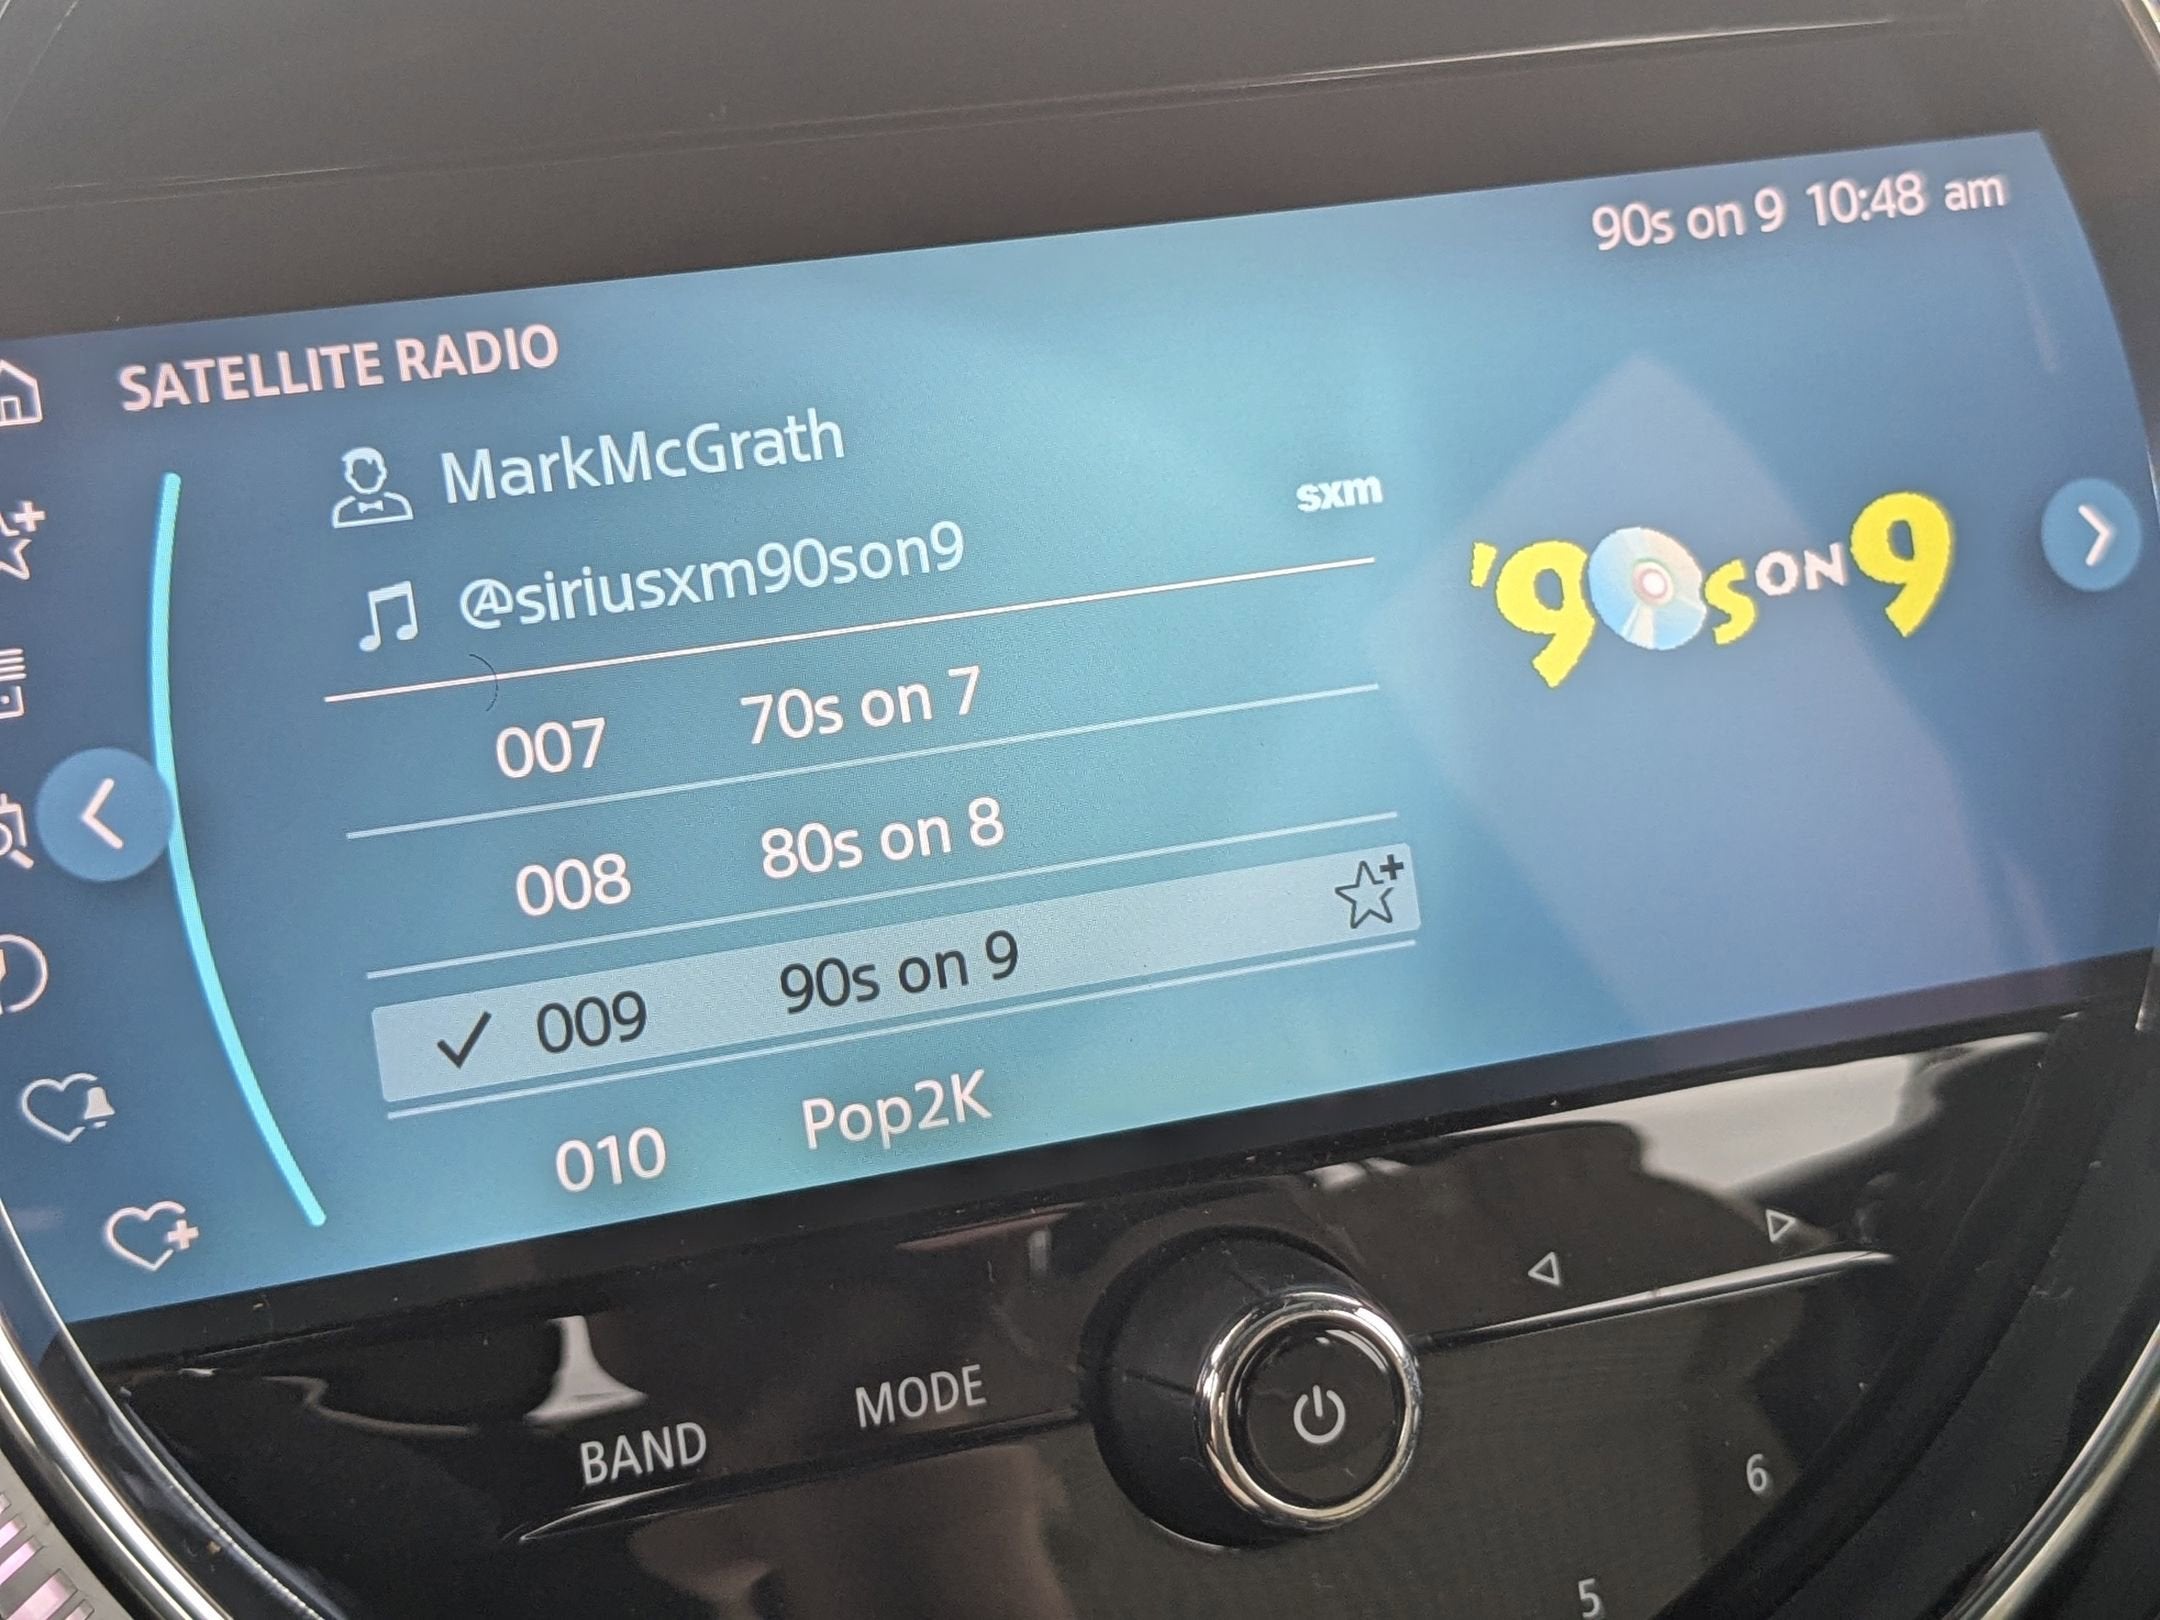 90s on 9 10:48 am
SATELLITE RADIO
MarkMcGrath
sxm
@siriusxm90son9
'90s ON 9
007 70s on 7
008 80s on 8
009 90s on 9
010 Pop2K
BAND MODE
6
5